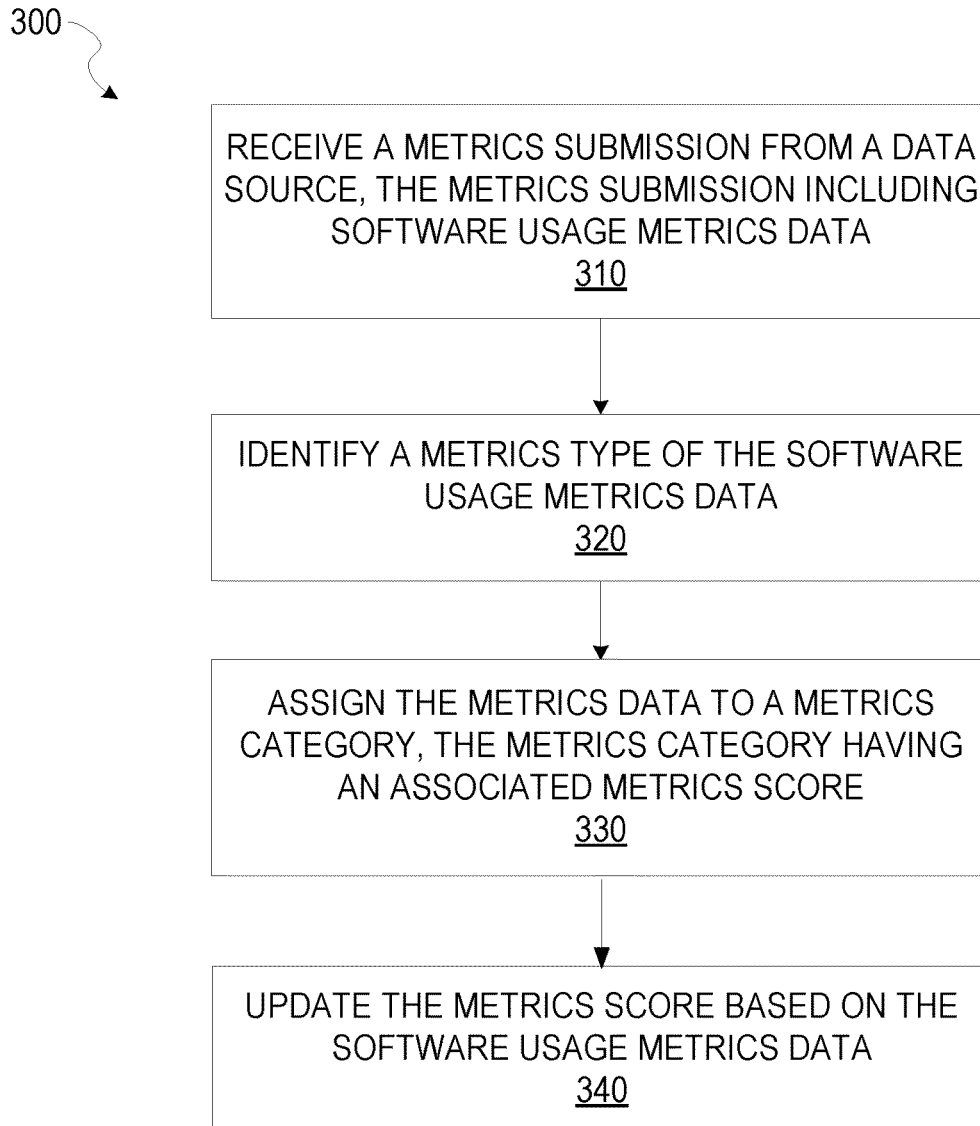 300
RECEIVE A METRICS SUBMISSION FROM A DATA
SOURCE, THE METRICS SUBMISSION INCLUDING
SOFTWARE USAGE METRICS DATA
310
IDENTIFY A METRICS TYPE OF THE SOFTWARE
USAGE METRICS DATA
320
ASSIGN THE METRICS DATA TO A METRICS
CATEGORY, THE METRICS CATEGORY HAVING
AN ASSOCIATED METRICS SCORE
330
UPDATE THE METRICS SCORE BASED ON THE
SOFTWARE USAGE METRICS DATA
340